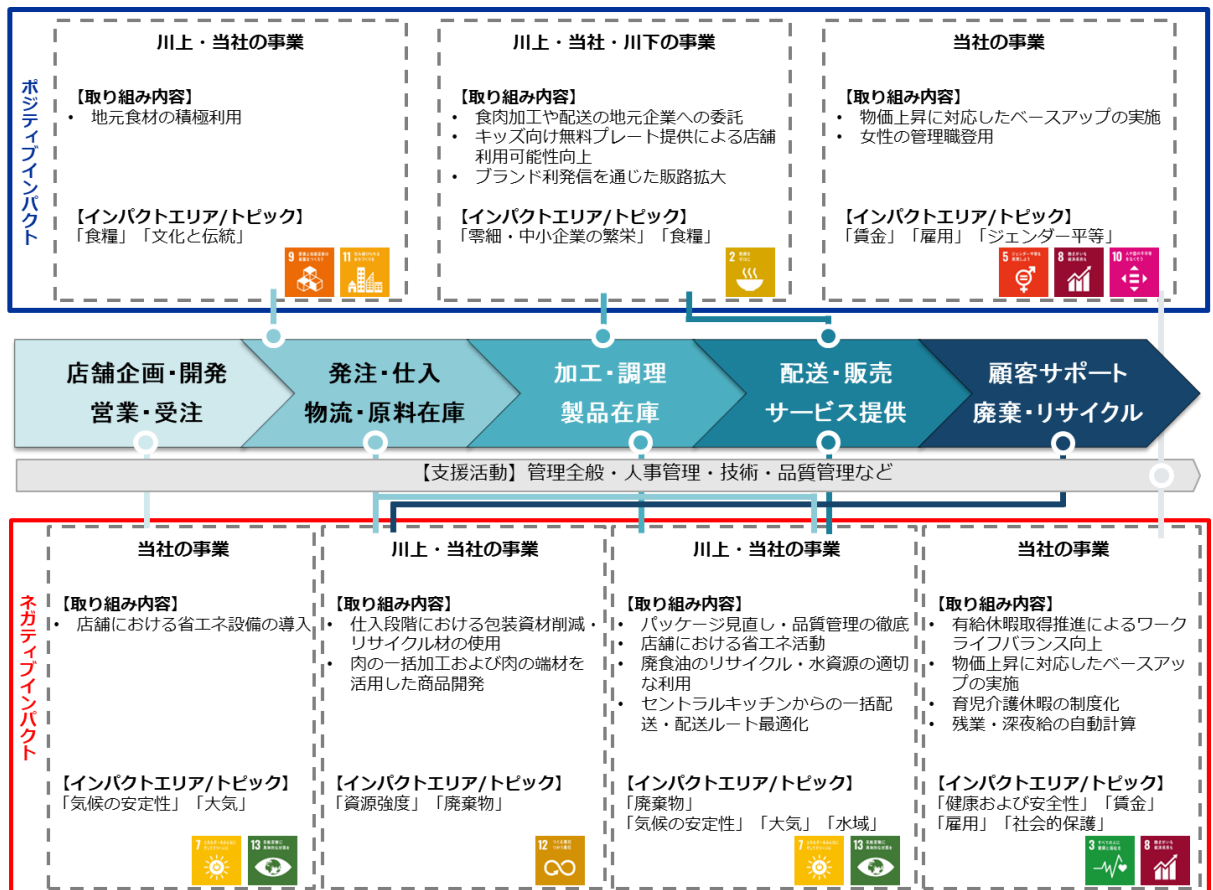 ポジティブインパクト
川上・当社の事業
【取り組み内容】
• 地元食材の積極利用
【インパクトエリア/トピック】
「食糧」「文化と伝統」
9
11
川上・当社・川下の事業
【取り組み内容】
• 食肉加工や配送の地元企業への委託
• キッズ向け無料プレート提供による店舗
利用可能性向上
• ブランド利発信を通じた販路拡大
【インパクトエリア/トピック】
「零細・中小企業の繁栄」「食糧」
2
当社の事業
【取り組み内容】
• 物価上昇に対応したベースアップの実施
• 女性の管理職登用
【インパクトエリア/トピック】
「賃金」「雇用」「ジェンダー平等」
5
8
10
店舗企画・開発
営業・受注
発注・仕入
物流・原料在庫
加工・調理
製品在庫
配送・販売
サービス提供
顧客サポート
廃棄・リサイクル
【支援活動】管理全般・人事管理・技術・品質管理など
ネガティブインパクト
当社の事業
【取り組み内容】
• 店舗における省エネ設備の導入
【インパクトエリア/トピック】
「気候の安定性」「大気」
7
13
川上・当社の事業
【取り組み内容】
• 仕入段階における包装資材削減・
リサイクル材の使用
• 肉の一括加工および肉の端材を
活用した商品開発
【インパクトエリア/トピック】
「資源強度」「廃棄物」
12
川上・当社の事業
【取り組み内容】
• パッケージ見直し・品質管理の徹底
• 店舗における省エネ活動
• 廃食油のリサイクル・水資源の適切
な利用
• セントラルキッチンからの一括配
送・配送ルート最適化
【インパクトエリア/トピック】
「廃棄物」
「気候の安定性」「大気」「水域」
7
13
当社の事業
【取り組み内容】
• 有給休暇取得推進によるワーク
ライフバランス向上
• 物価上昇に対応したベースアッ
プの実施
• 育児介護休暇の制度化
• 残業・深夜給の自動計算
【インパクトエリア/トピック】
「健康および安全性」「賃金」
「雇用」「社会的保護」
3
8